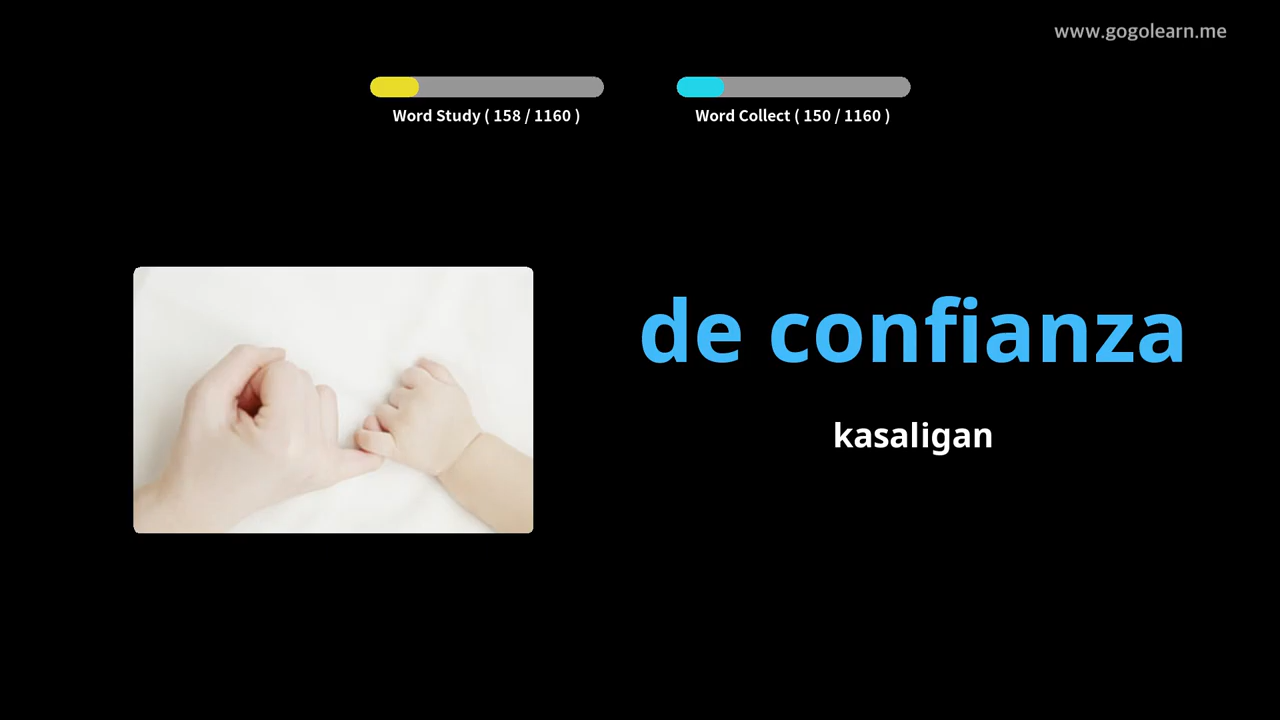 www.gogolearn.me
Word Study ( 158 / 1160 )
Word Collect ( 150 / 1160 )
de confianza
kasaligan